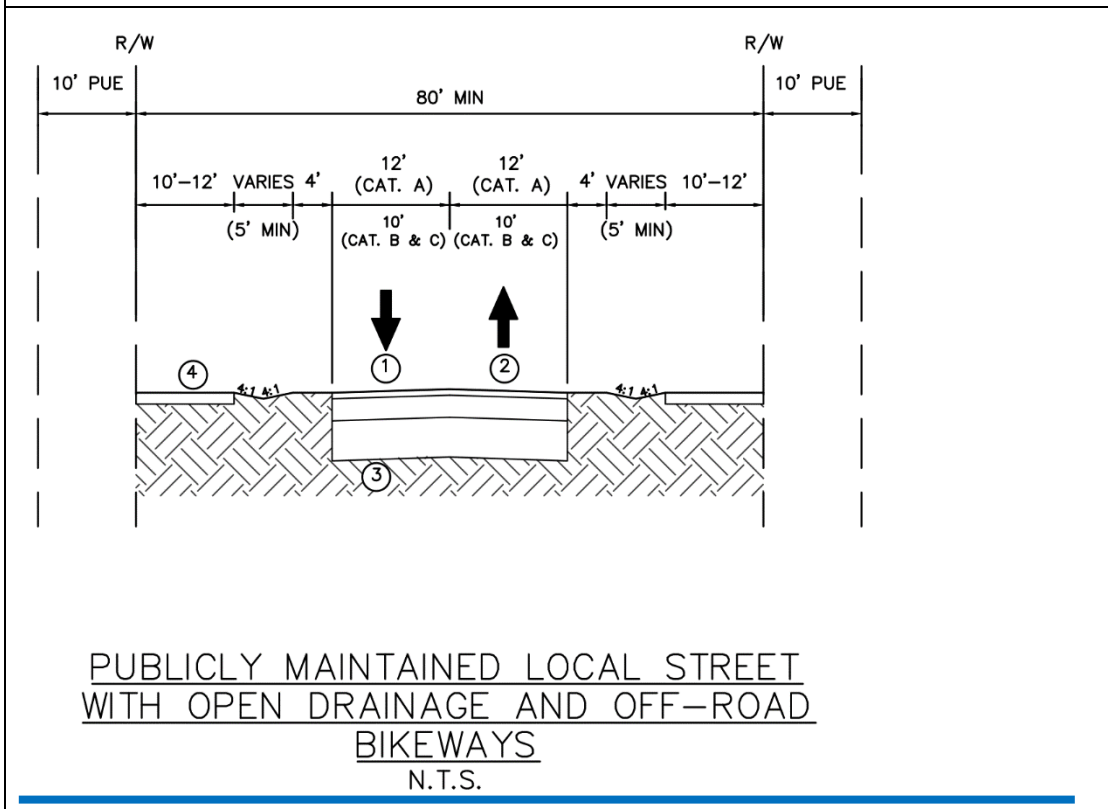 R/W R/W
10' PUE 80' MIN 10' PUE
10'-12' VARIES 4' 12' 12' 4' VARIES 10'-12'
(CAT. A) (CAT. A)
(5' MIN) 10' 10' (5' MIN)
(CAT. B & C) (CAT. B & C)
1 2
4 4:1 4:1 4:1 4:1
3
PUBLICLY MAINTAINED LOCAL STREET
WITH OPEN DRAINAGE AND OFF-ROAD
BIKEWAYS
N.T.S.